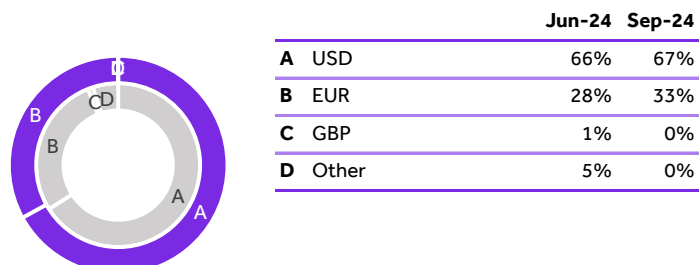 Jun-24 Sep-24
A USD 66% 67%
B EUR 28% 33%
C GBP 1% 0%
D Other 5% 0%
D
C D
B
B
A
A